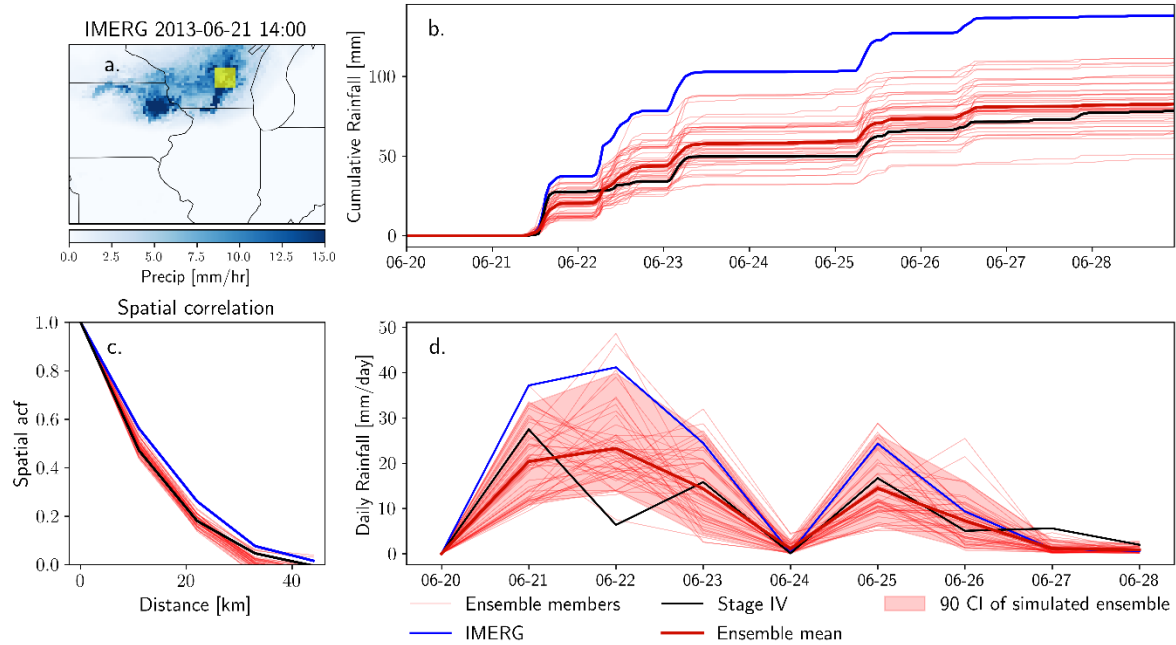 IMERG 2013-06-21 14:00
a.
0.0 2.5 5.0 7.5 10.0 12.5 15.0
Precip [mm/hr]
b.
Cumulative Rainfall [mm]
100
50
0
06-20 06-21 06-22 06-23 06-24 06-25 06-26 06-27 06-28
Spatial correlation
c.
Spatial acf
1.0
0.8
0.6
0.4
0.2
0.0
0 20 40
Distance [km]
d.
Daily Rainfall [mm/day]
50
40
30
20
10
0
06-20 06-21 06-22 06-23 06-24 06-25 06-26 06-27 06-28
Ensemble members Stage IV 90 CI of simulated ensemble
IMERG Ensemble mean